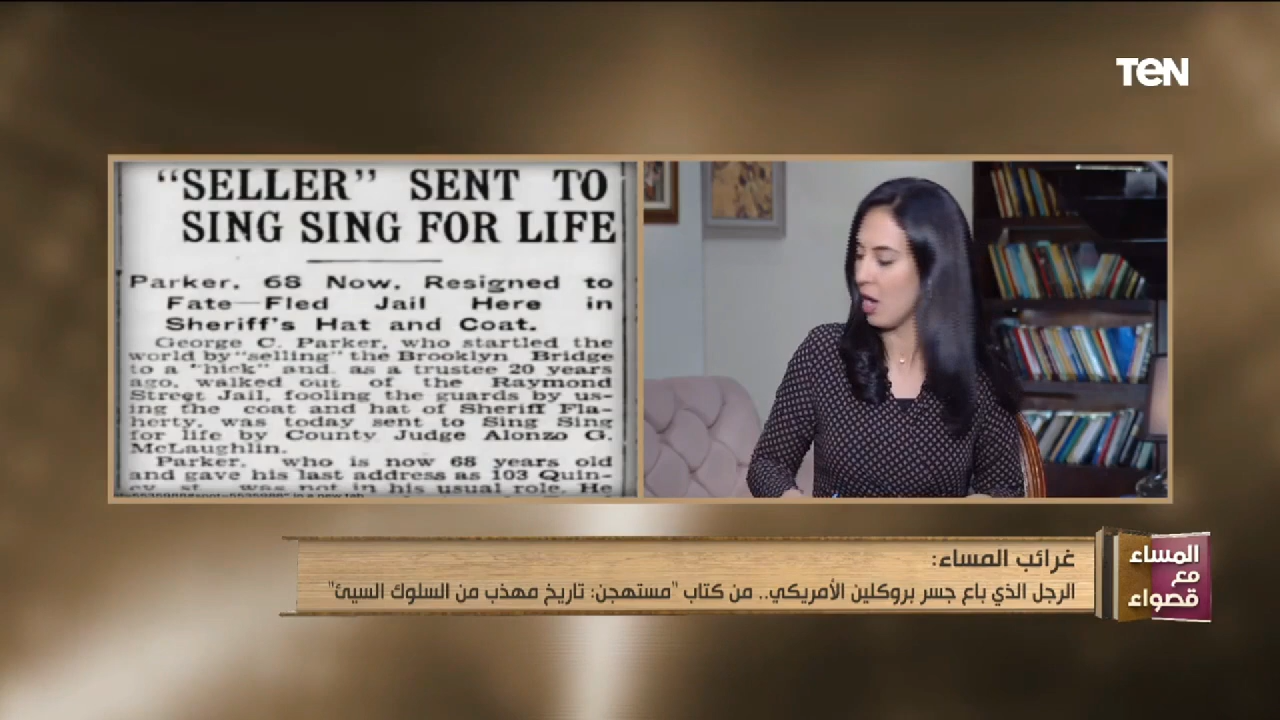 TEN
"SELLER" SENT TO
SING SING FOR LIFE
Parker, 68 Now, Resigned to
Fate—Fled Jail Here in
Sheriff's Hat and Coat.
George C. Parker, who startled the
world by "selling" the Brooklyn Bridge
to a "hick" and, as a trustee 20 years
ago, walked out of the Raymond
Street Jail, fooling the guards by us-
ing the coat and hat of Sheriff Fla-
herty, was today sent to Sing Sing
for life by County Judge Alonzo G.
McLaughlin.
Parker, who is now 68 years old
and gave his last address as 103 Quin-
cy st., was not in his usual role. He
in a new tab
غرائب المساء:
الرجل الذي باع جسر بروكلين الأمريكي.. من كتاب "مستهجن: تاريخ مهذب من السلوك السيئ"
المساء
مع
قصواء